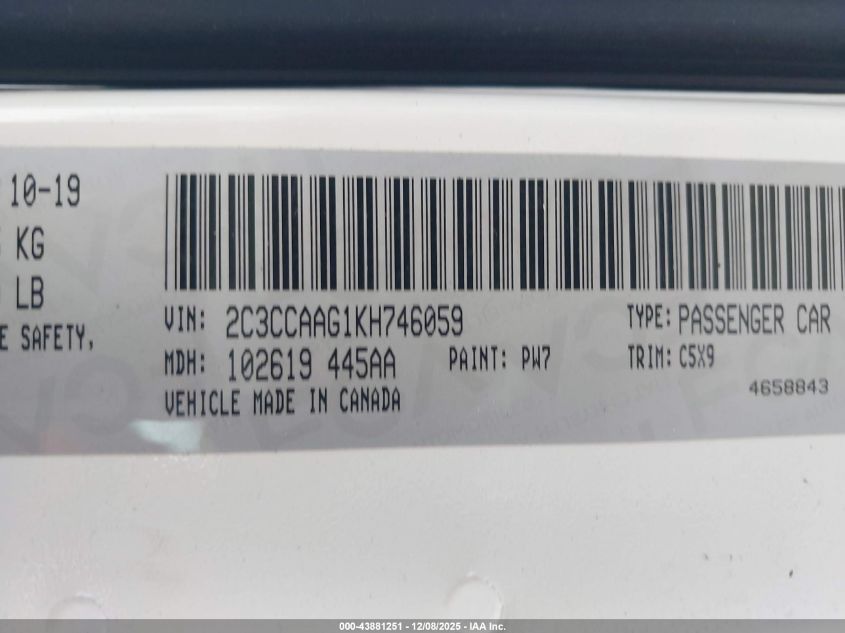 10-19
KG
LB
E SAFETY,
VIN: 2C3CCAAG1KH746059
TYPE: PASSENGER CAR
MDH: 102619 445AA
PAINT: PW7
TRIM: C5X9
VEHICLE MADE IN CANADA
4658843
000-43881251 - 12/08/2025 - IAA Inc.